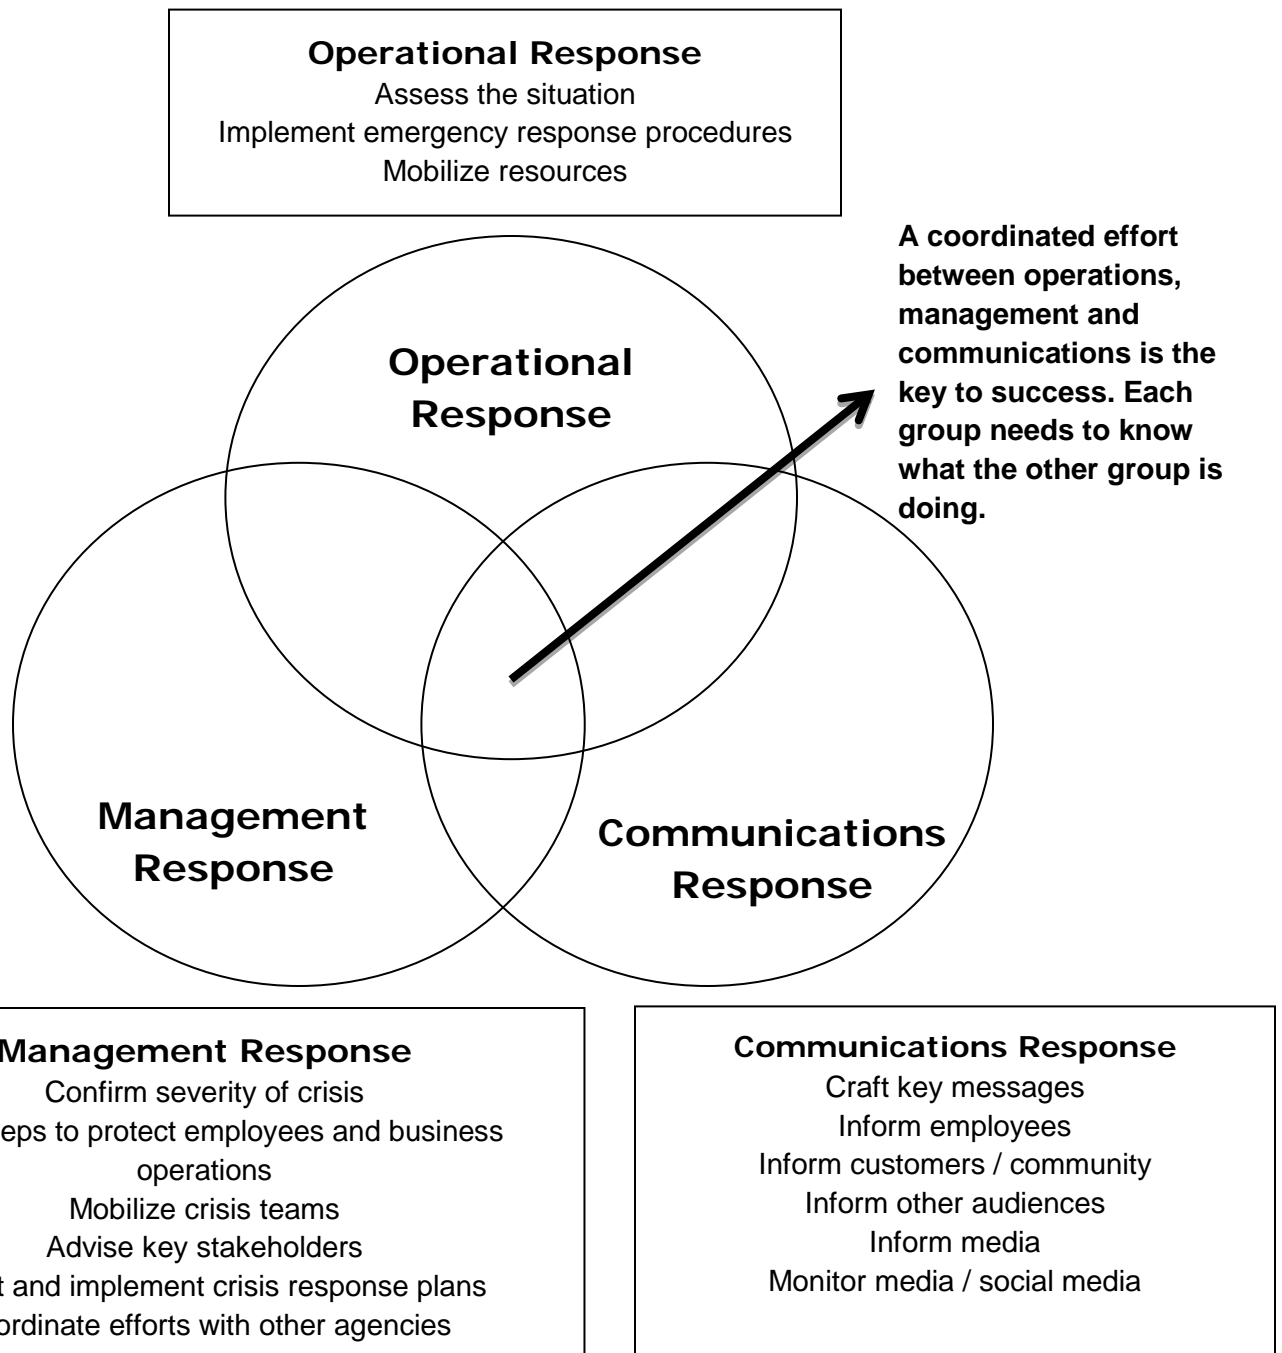 Operational Response
Assess the situation
Implement emergency response procedures
Mobilize resources
A coordinated effort
between operations,
management and
communications is the
key to success. Each
group needs to know
what the other group is
doing.
Operational
Response
Management
Response
Communications
Response
Management Response
Confirm severity of crisis
to protect employees and business
operations
Mobilize crisis teams
Advise key stakeholders
and implement crisis response plans
efforts with other agencies
Communications Response
Craft key messages
Inform employees
Inform customers / community
Inform other audiences
Inform media
Monitor media / social media